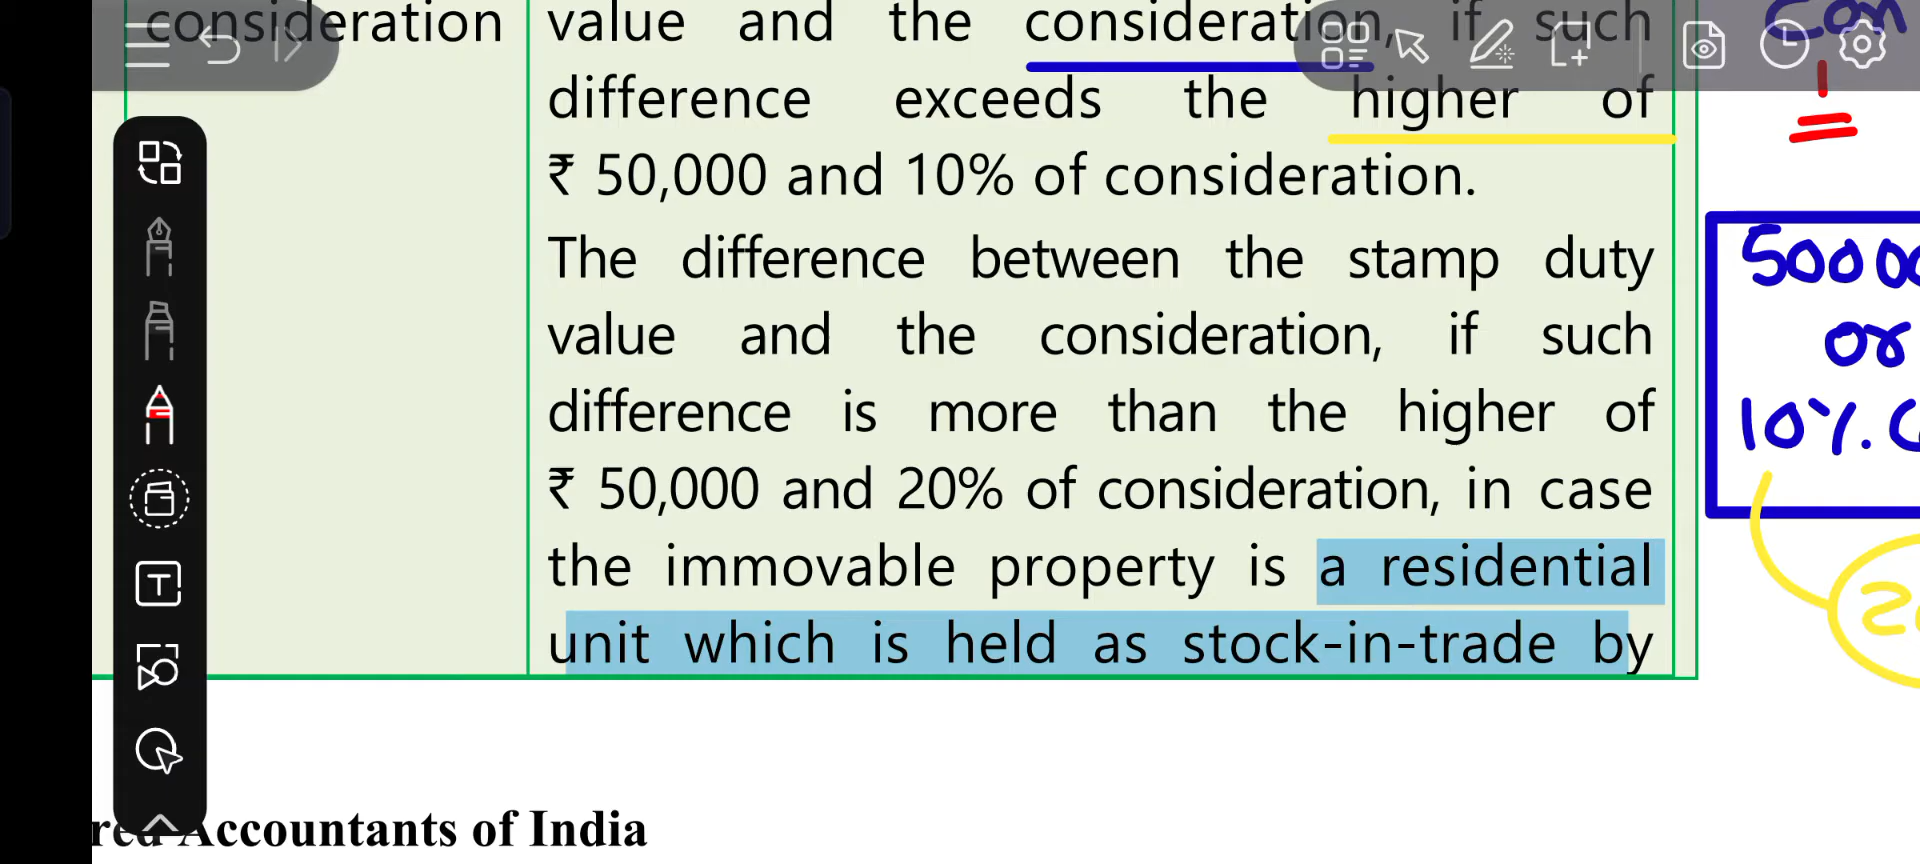 consideration value and the consideration, if such
difference exceeds the higher of
₹ 50,000 and 10% of consideration.
The difference between the stamp duty
value and the consideration, if such
difference is more than the higher of
₹ 50,000 and 20% of consideration, in case
the immovable property is a residential
unit which is held as stock-in-trade by
Con
5000
or
10%.
Accountants of India